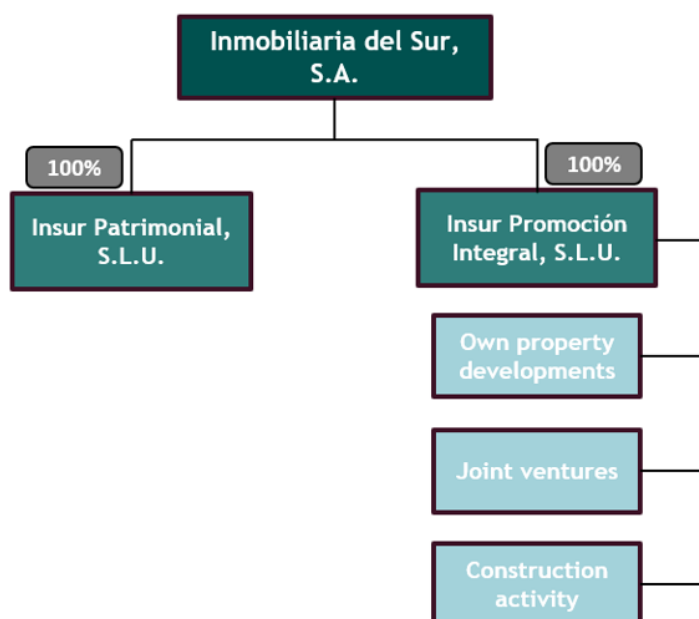 Inmobiliaria del Sur,
S.A.
100%
100%
Insur Patrimonial,
S.L.U.
Insur Promoción
Integral, S.L.U.
Own property
developments
Joint ventures
Construction
activity